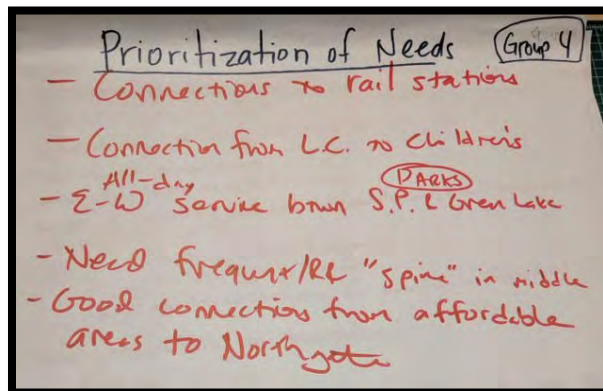 Prioritization of Needs
Group 4
- Connections to rail stations
- Connection from L.C. to Children's
All-day
PARKS
- E-W service btwn S.P. & Green Lake
- Need frequent/RR "spine" in middle
- Good connections from affordable
areas to Northgate